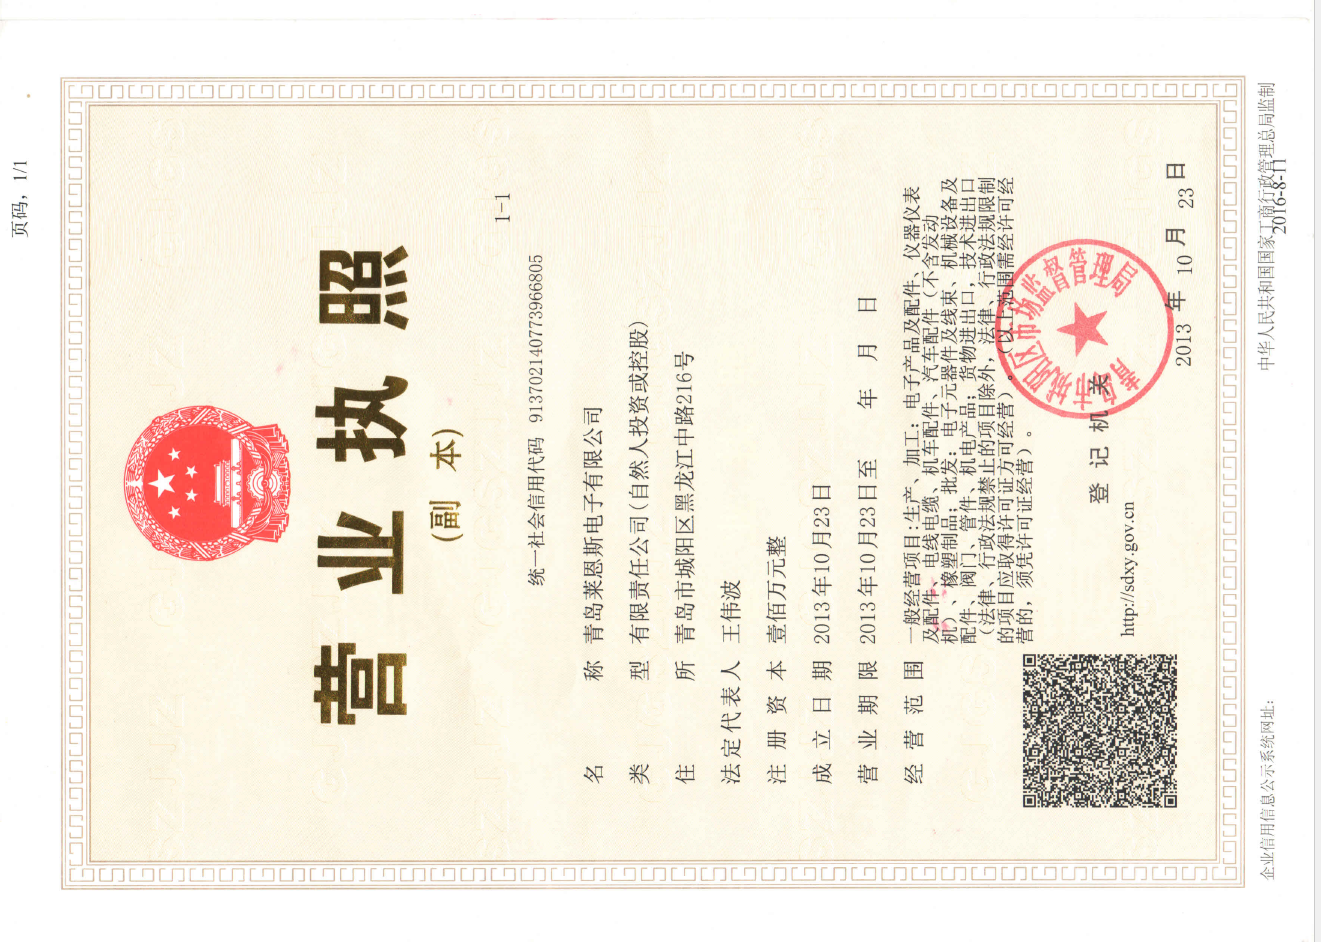 页码，1/1
营业执照
(副 本)
1-1
统一社会信用代码 913702140773966805
名 称 青岛莱恩斯电子有限公司
类 型 有限责任公司(自然人投资或控股)
住 所 青岛市城阳区黑龙江中路216号
法定代表人 王伟波
注 册 资 本 壹佰万元整
成 立 日 期 2013年10月23日
营 业 期 限 2013年10月23日至 年 月 日
经 营 范 围 一般经营项目:生产、加工：电子产品及配件、仪器仪表
及配件、电线电缆、机车配件、汽车配件（不含发动
机）、橡塑制品；批发：电子元器件及线束、机械设备及
配件、阀门、管件、机电产品；货物进出口，技术进出口
（法律、行政法规禁止的项目除外，法律、行政法规限制
的项目应取得许可证方可经营）。（以上范围需经许可经
营的，须凭许可证经营）。
登 记 机 关
青岛市城阳区市场监督管理局
2013 年 10 月 23 日
http://sdxy.gov.cn
企业信用信息公示系统网址：
中华人民共和国国家工商行政管理总局监制
2016-8-11